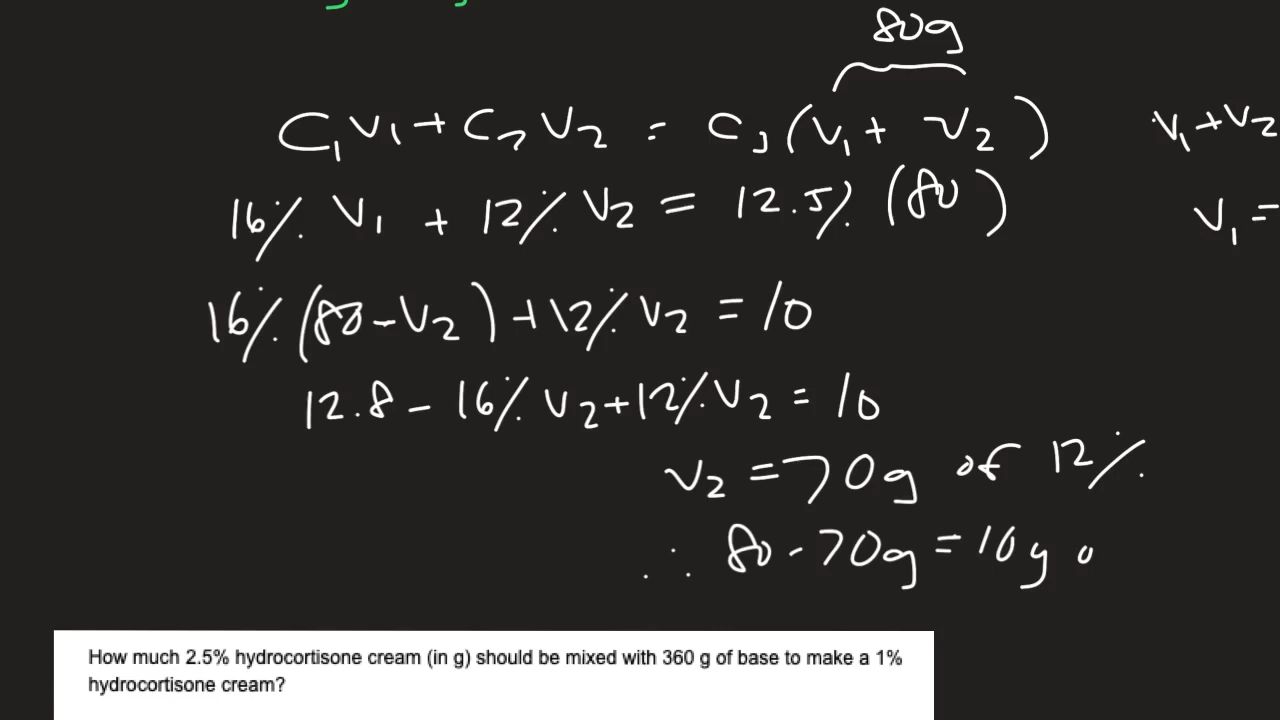 80g
C₁V₁ + C₂V₂ = C₃(V₁ + V₂) V₁+V₂
16% V₁ + 12% V₂ = 12.5% (80) V₁ =
16% (80-V₂) + 12% V₂ = 10
12.8 - 16% V₂ + 12% V₂ = 10
V₂ = 70g of 12%
∴ 80 - 70g = 10g o
How much 2.5% hydrocortisone cream (in g) should be mixed with 360 g of base to make a 1%
hydrocortisone cream?